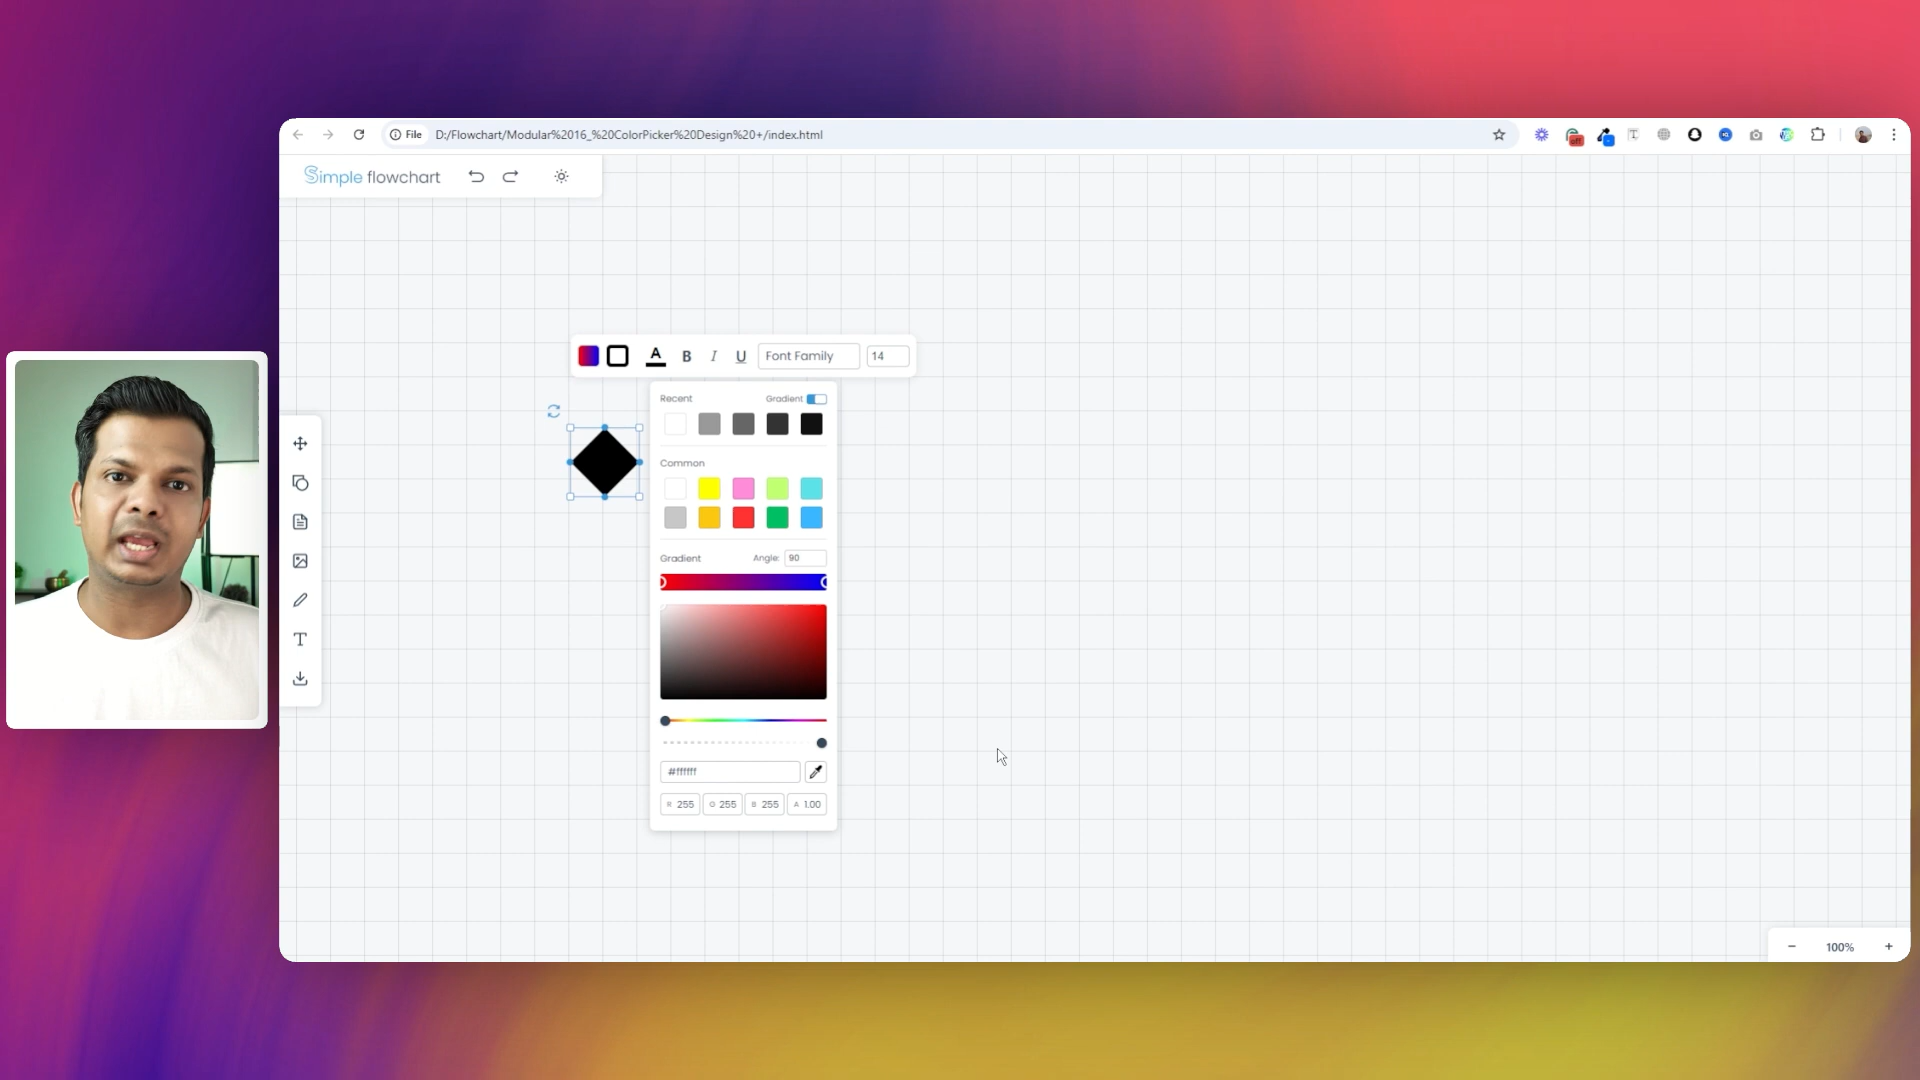 File D:/Flowchart/Modular%2016_%20ColorPicker%20Design%20+/index.html
off
Simple flowchart
A B I U Font Family 14
Recent Gradient
Common
Gradient Angle: 90
T
#ffffff
R 255 G 255 B 255 A 1.00
− 100% +